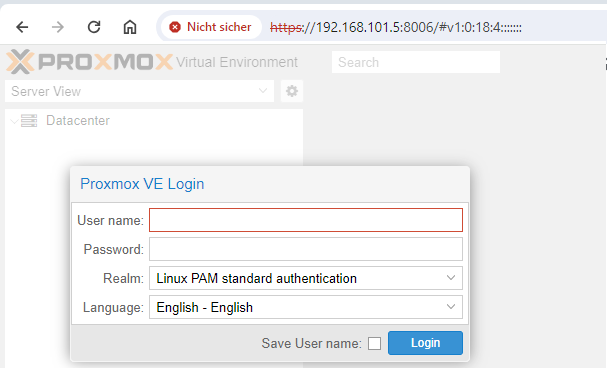 Nicht sicher https://192.168.101.5:8006/#v1:0:18:4:::::::
PROXMOX Virtual Environment Search
Server View
Datacenter
Proxmox VE Login
User name:
Password:
Realm: Linux PAM standard authentication
Language: English - English
Save User name: Login